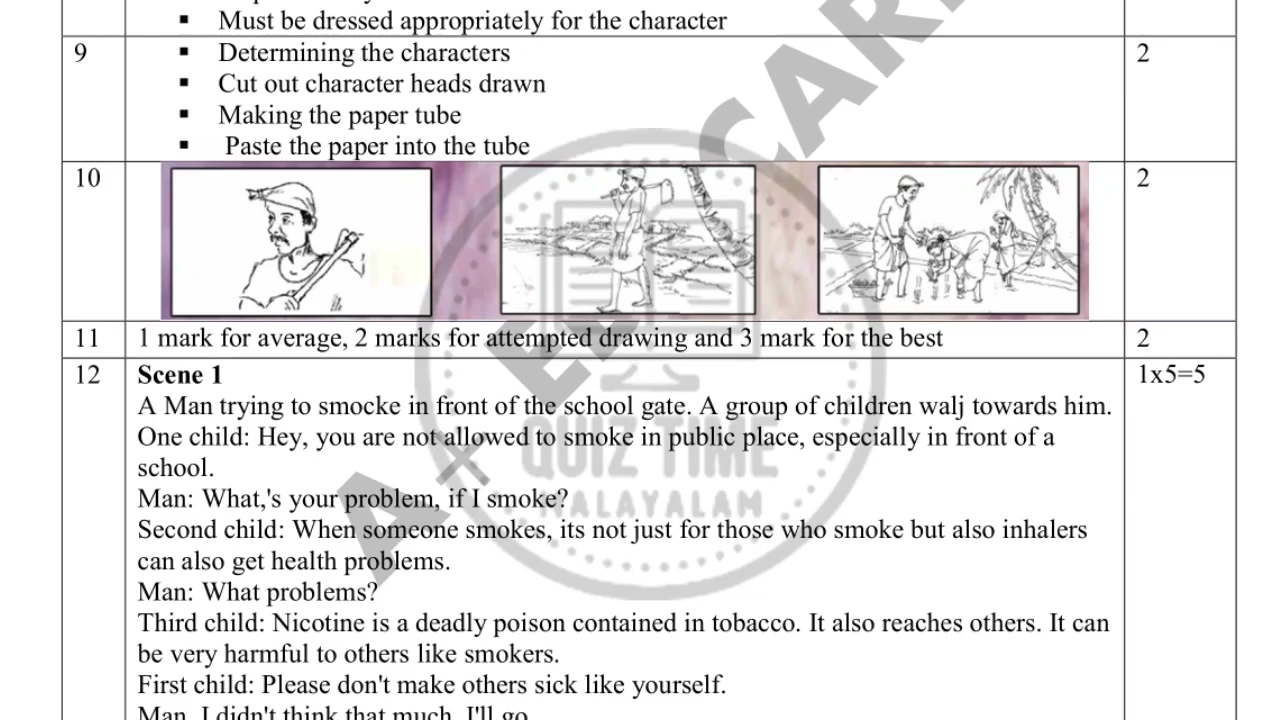 ▪ Must be dressed appropriately for the character
9
▪ Determining the characters
2
▪ Cut out character heads drawn
▪ Making the paper tube
▪ Paste the paper into the tube
10
2
11
1 mark for average, 2 marks for attempted drawing and 3 mark for the best
2
12
Scene 1
1x5=5
A Man trying to smocke in front of the school gate. A group of children walj towards him.
One child: Hey, you are not allowed to smoke in public place, especially in front of a
school.
Man: What,'s your problem, if I smoke?
Second child: When someone smokes, its not just for those who smoke but also inhalers
can also get health problems.
Man: What problems?
Third child: Nicotine is a deadly poison contained in tobacco. It also reaches others. It can
be very harmful to others like smokers.
First child: Please don't make others sick like yourself.
Man I didn't think that much. I'll go
QUIZ TIME
MALAYALAM
A+